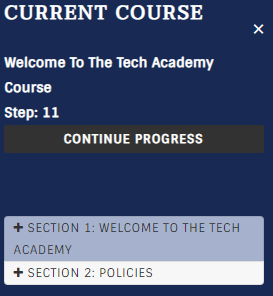 CURRENT COURSE
×
Welcome To The Tech Academy
Course
Step: 11
CONTINUE PROGRESS
+ SECTION 1: WELCOME TO THE TECH
ACADEMY
+ SECTION 2: POLICIES